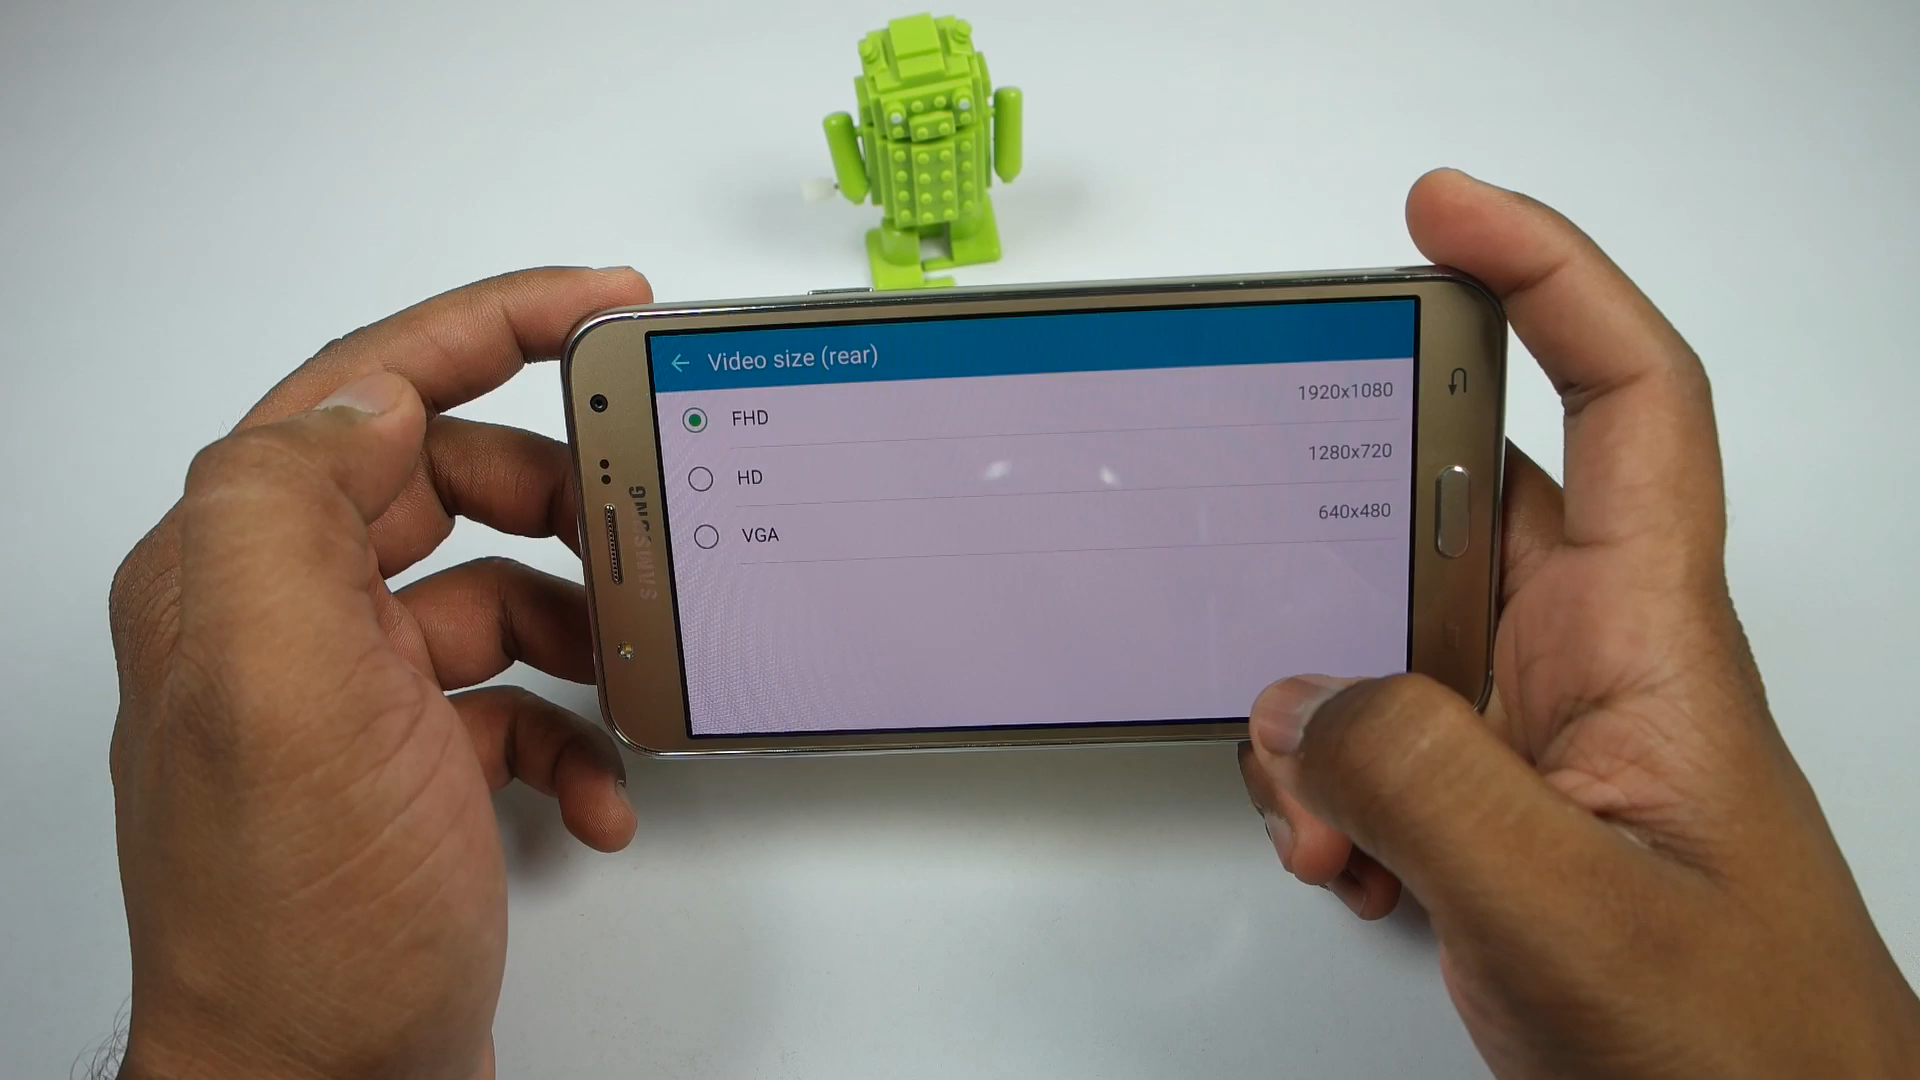 Video size (rear)
FHD 1920x1080
HD 1280x720
VGA 640x480
SAMSUNG